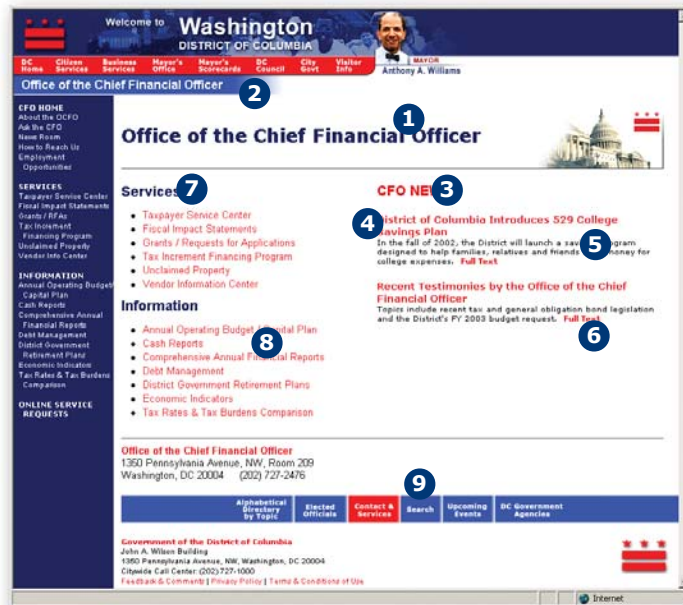 Welcome to Washington
DISTRICT OF COLUMBIA
DC Home
Citizen Services
Business Services
Mayor's Office
Mayor's Scorecards
DC Council
City Govt
Visitor Info
MAYOR
Anthony A. Williams
Office of the Chief Financial Officer
2
1
CFO HOME
About the OCFO
Ask the CFO
News Room
How to Reach Us
Employment
Opportunities
SERVICES
Taxpayer Service Center
Fiscal Impact Statements
Grants / RFAs
Tax Increment
Financing Program
Unclaimed Property
Vendor Info Center
INFORMATION
Annual Operating Budget/
Capital Plan
Cash Reports
Comprehensive Annual
Financial Reports
Debt Management
District Government
Retirement Plans
Economic Indicators
Tax Rates & Tax Burdens
Comparison
ONLINE SERVICE
REQUESTS
Office of the Chief Financial Officer
Services
7
Taxpayer Service Center
Fiscal Impact Statements
Grants / Requests for Applications
Tax Increment Financing Program
Unclaimed Property
Vendor Information Center
Information
Annual Operating Budget / Capital Plan
8
Cash Reports
Comprehensive Annual Financial Reports
Debt Management
District Government Retirement Plans
Economic Indicators
Tax Rates & Tax Burdens Comparison
CFO NEWS
3
4
District of Columbia Introduces 529 College
Savings Plan
5
In the fall of 2002, the District will launch a savings program
designed to help families, relatives and friends money for
college expenses. Full Text
Recent Testimonies by the Office of the Chief
Financial Officer
Topics include recent tax and general obligation bond legislation
and the District's FY 2003 budget request. Full Text
6
Office of the Chief Financial Officer
1350 Pennsylvania Avenue, NW, Room 209
Washington, DC 20004 (202) 727-2476
9
Alphabetical Directory by Topic
Elected Officials
Contact & Services
Search
Upcoming Events
DC Government Agencies
Government of the District of Columbia
John A. Wilson Building
1350 Pennsylvania Avenue, NW, Washington, DC 20004
Citywide Call Center: (202) 727-1000
Feedback & Comments | Privacy Policy | Terms & Conditions of Use
Internet